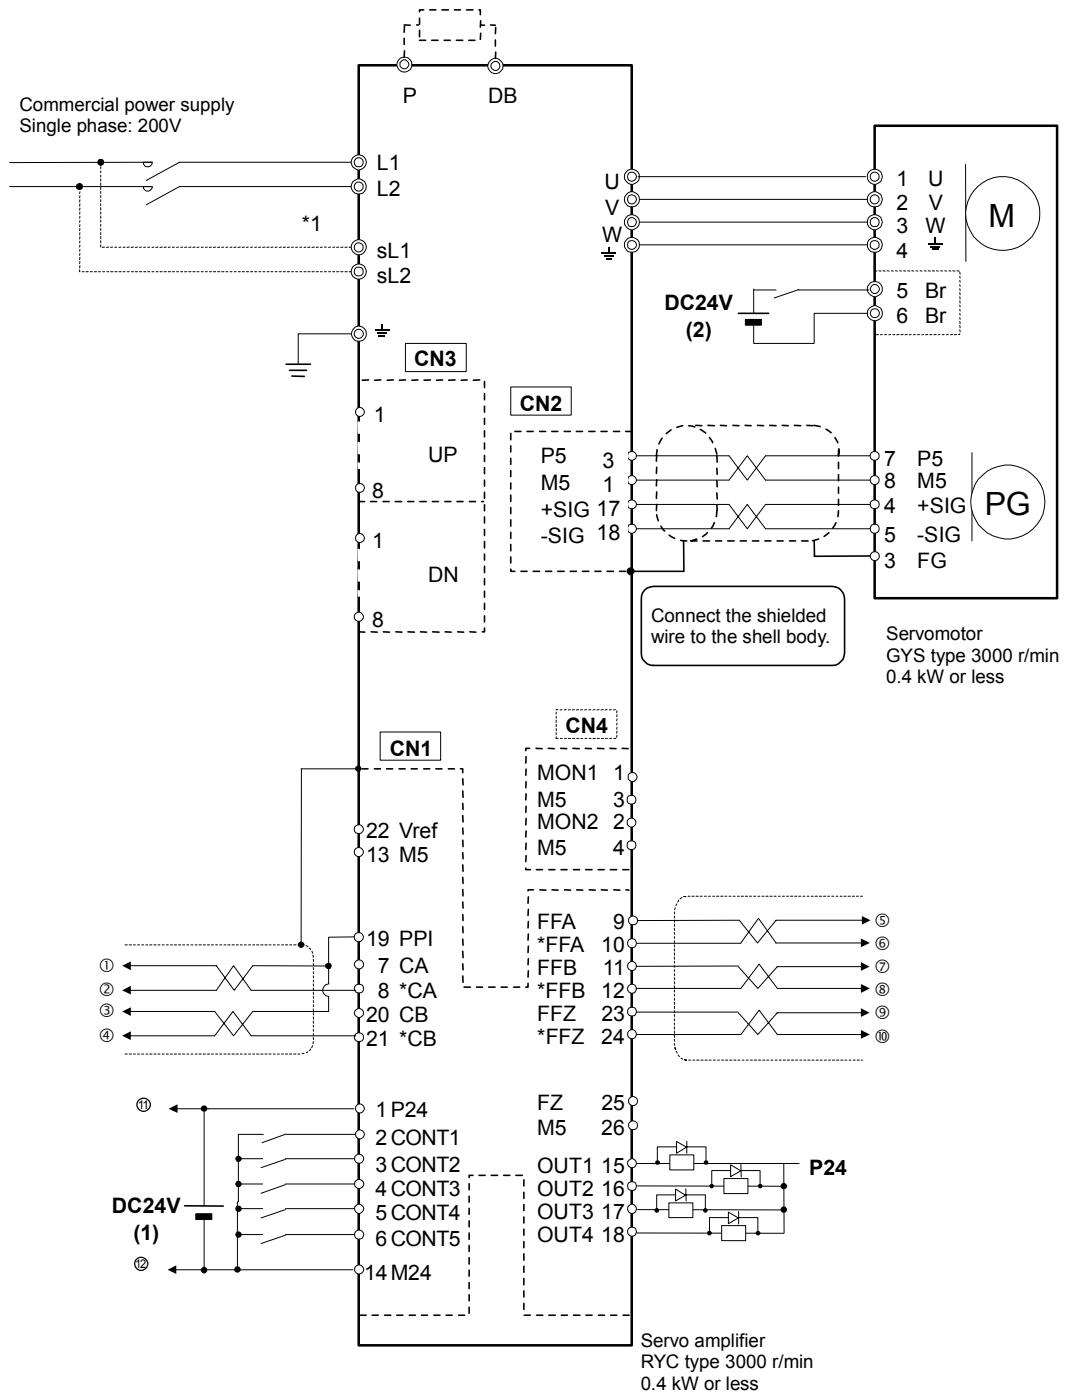 P DB
Commercial power supply
Single phase: 200V
L1
L2
*1
sL1
sL2
U
V
W
1 U
2 V
3 W
4
M
DC24V
(2)
5 Br
6 Br
CN3
1
UP
8
1
DN
8
CN2
P5 3
M5 1
+SIG 17
-SIG 18
7 P5
8 M5
4 +SIG
5 -SIG
3 FG
PG
Connect the shielded
wire to the shell body.
Servomotor
GYS type 3000 r/min
0.4 kW or less
CN4
MON1 1
M5 3
MON2 2
M5 4
CN1
22 Vref
13 M5
19 PPI
7 CA
8 *CA
20 CB
21 *CB
①
②
③
④
FFA 9
*FFA 10
FFB 11
*FFB 12
FFZ 23
*FFZ 24
⑤
⑥
⑦
⑧
⑨
⑩
FZ 25
M5 26
⑪
1 P24
2 CONT1
3 CONT2
4 CONT3
5 CONT4
6 CONT5
14 M24
DC24V
(1)
⑫
OUT1 15
OUT2 16
OUT3 17
OUT4 18
P24
Servo amplifier
RYC type 3000 r/min
0.4 kW or less